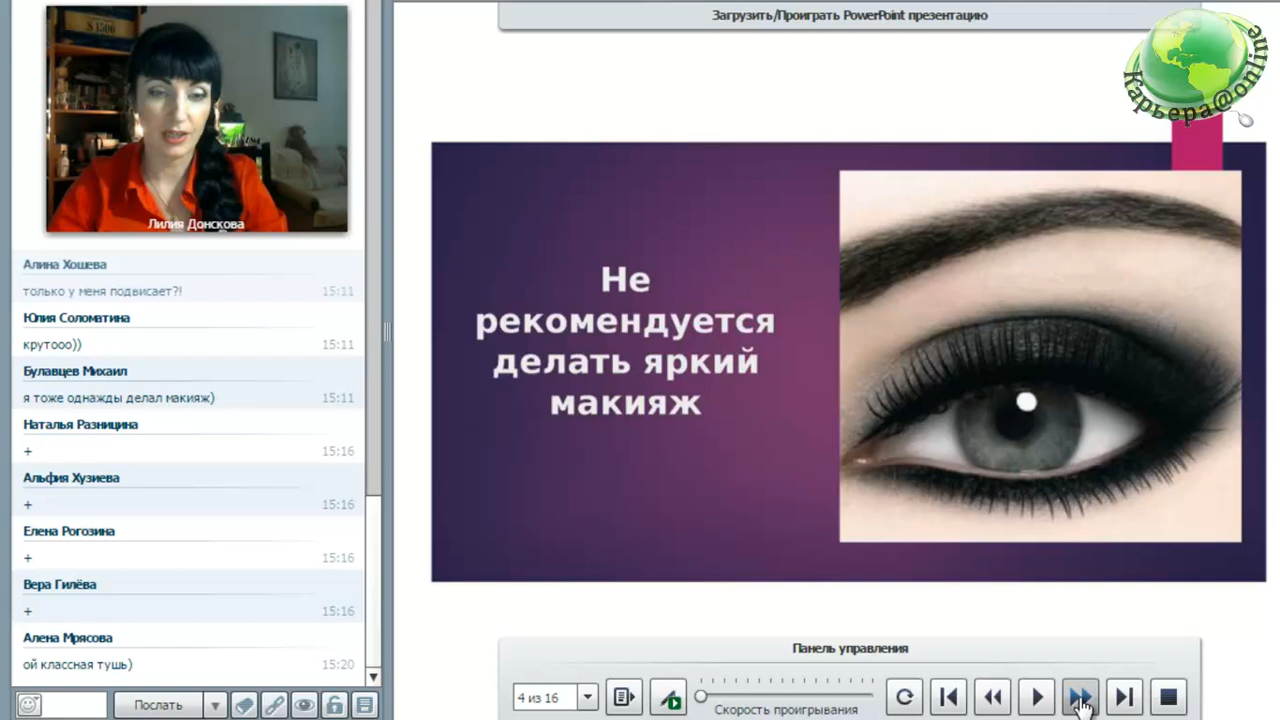 Загрузить/Проиграть PowerPoint презентацию
Карьера@online
S 1500
Лилия Донскова
Алина Хошева
только у меня подвисает?!
15:11
Юлия Соломатина
крутооо))
15:11
Булавцев Михаил
я тоже однажды делал макияж)
15:11
Наталья Разницина
+
15:16
Альфия Хузиева
+
15:16
Елена Рогозина
+
15:16
Вера Гилёва
+
15:16
Алена Мрясова
ой классная тушь)
15:20
Послать
Не
рекомендуется
делать яркий
макияж
Панель управления
4 из 16
Скорость проигрывания